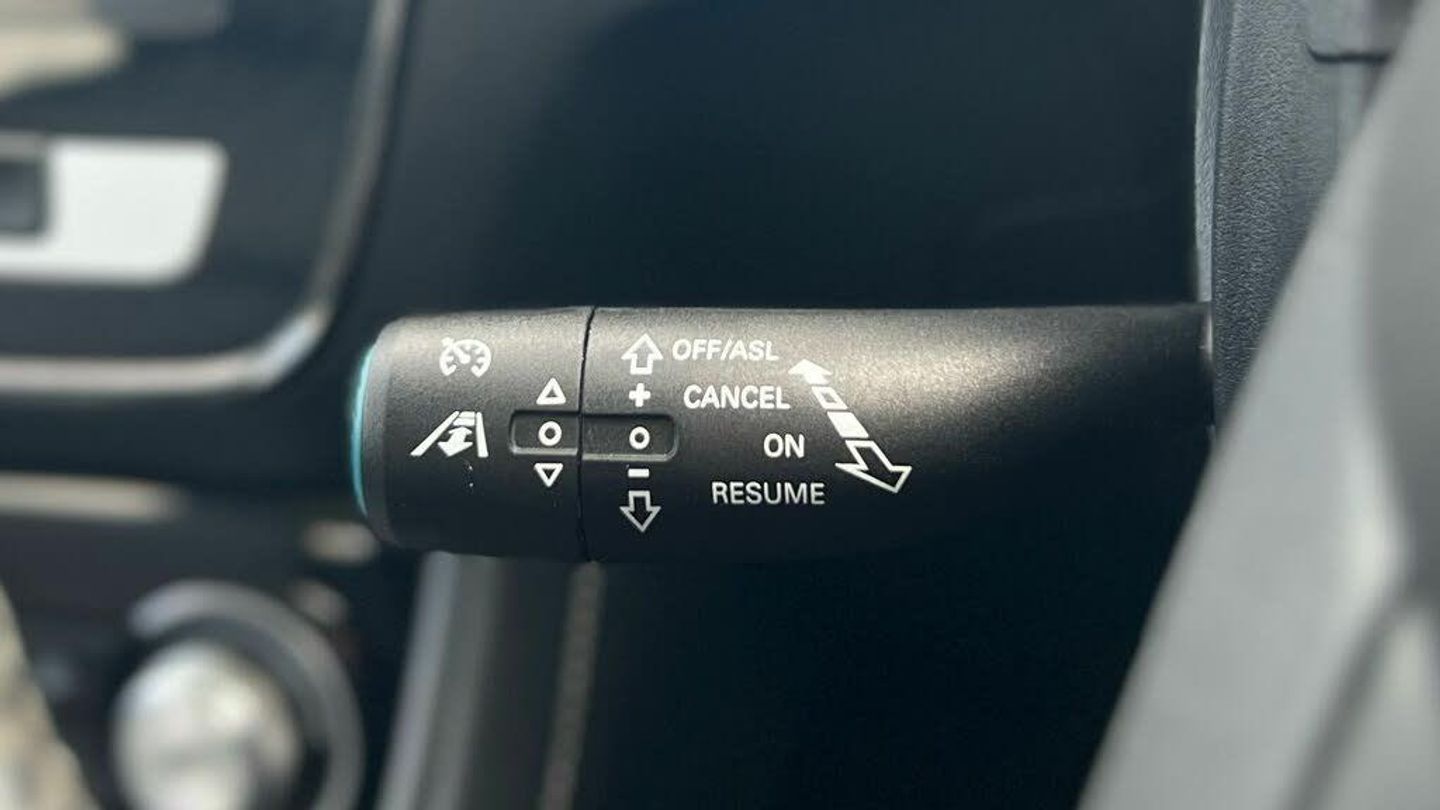 OFF/ASL
+ CANCEL
ON
-
RESUME